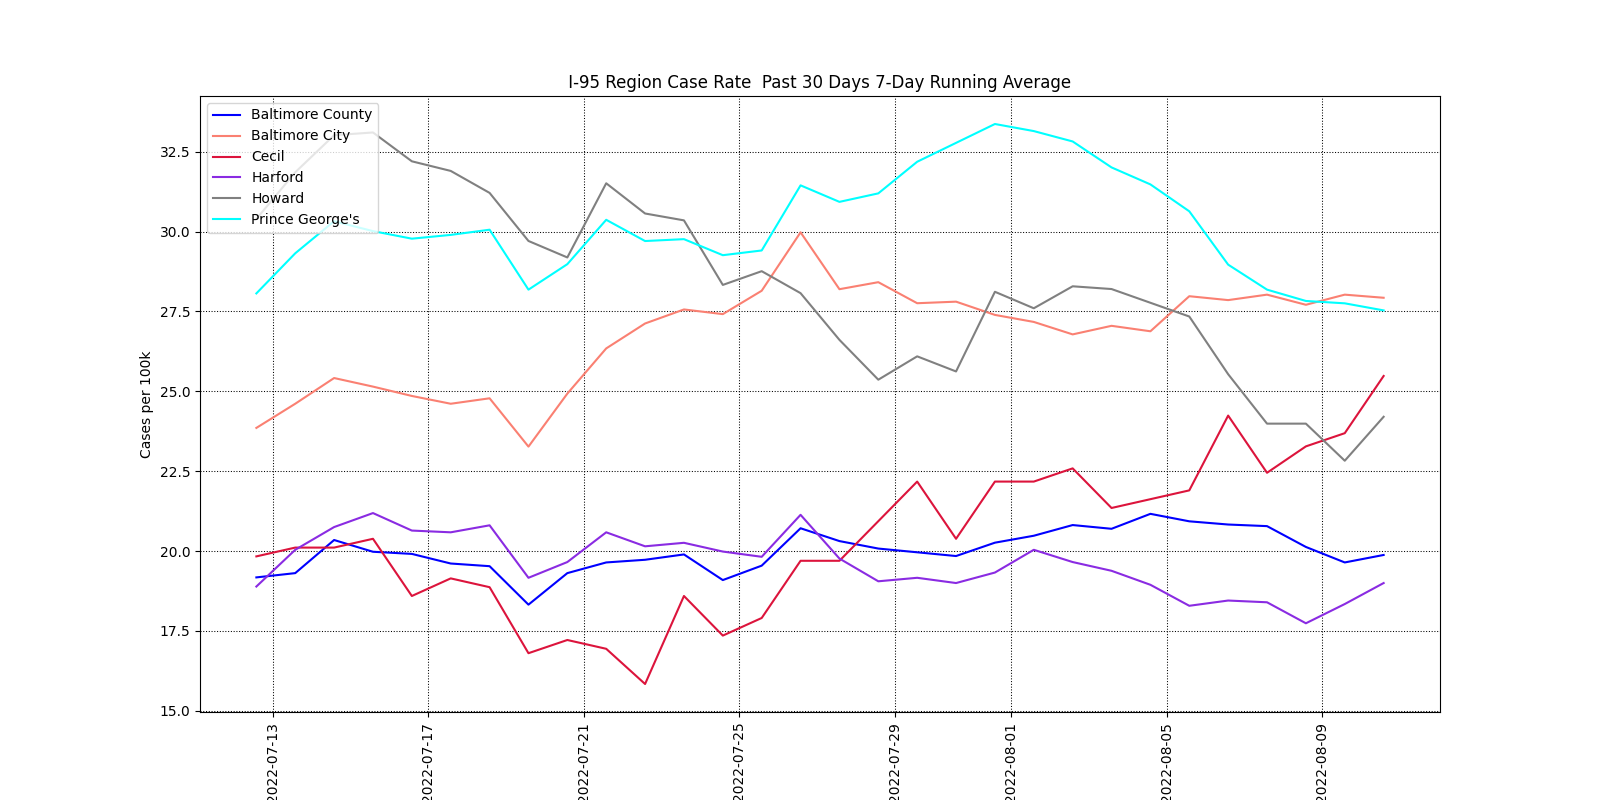 I-95 Region Case Rate  Past 30 Days 7-Day Running Average
Baltimore County
Baltimore City
Cecil
Harford
Howard
Prince George's
Cases per 100k
32.5
30.0
27.5
25.0
22.5
20.0
17.5
15.0
2022-07-13
2022-07-17
2022-07-21
2022-07-25
2022-07-29
2022-08-01
2022-08-05
2022-08-09